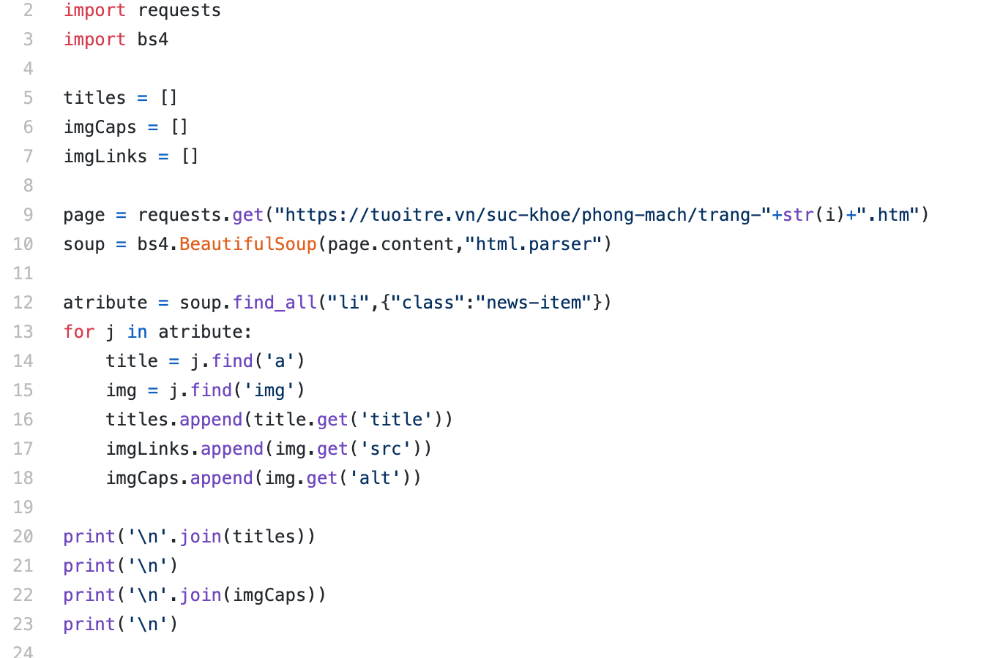 2 import requests
3 import bs4
4
5 titles = []
6 imgCaps = []
7 imgLinks = []
8
9 page = requests.get("https://tuoitre.vn/suc-khoe/phong-mach/trang-"+str(i)+".htm")
10 soup = bs4.BeautifulSoup(page.content,"html.parser")
11
12 atribute = soup.find_all("li",{"class":"news-item"})
13 for j in atribute:
14     title = j.find('a')
15     img = j.find('img')
16     titles.append(title.get('title'))
17     imgLinks.append(img.get('src'))
18     imgCaps.append(img.get('alt'))
19
20 print('\n'.join(titles))
21 print('\n')
22 print('\n'.join(imgCaps))
23 print('\n')
24